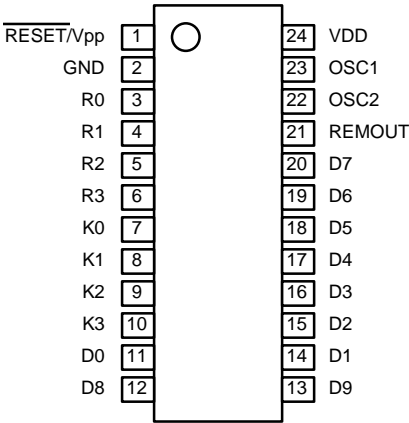 RESET/Vpp 1 24 VDD
GND 2 23 OSC1
R0 3 22 OSC2
R1 4 21 REMOUT
R2 5 20 D7
R3 6 19 D6
K0 7 18 D5
K1 8 17 D4
K2 9 16 D3
K3 10 15 D2
D0 11 14 D1
D8 12 13 D9